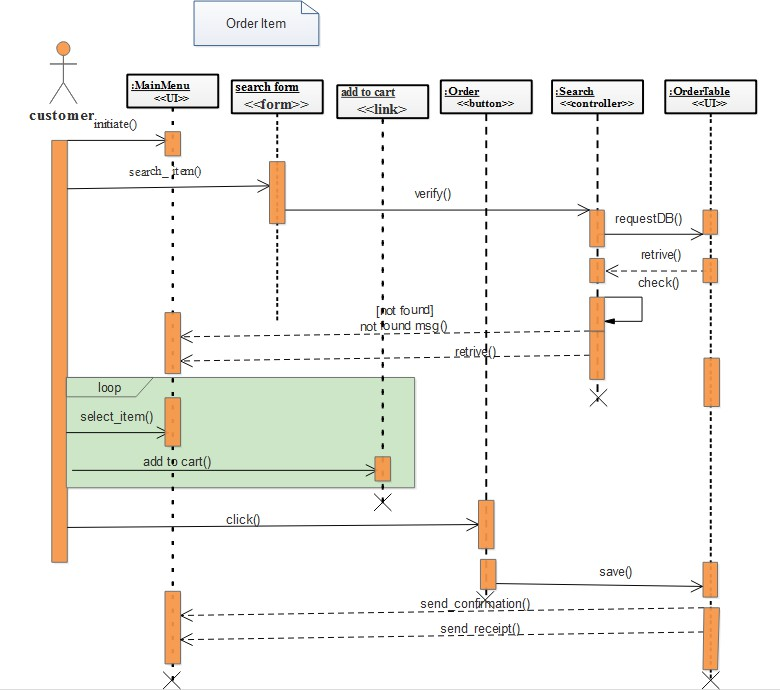 Order Item
:MainMenu
<<UI>>
search form
<<form>>
add to cart
<<link>
:Order
<<button>>
:Search
<<controller>>
:OrderTable
<<UI>>
customer
initiate()
search_item()
verify()
requestDB()
retrive()
check()
[not found]
not found msg()
retrive()
loop
select_item()
add to cart()
click()
save()
send_confirmation()
send_receipt()